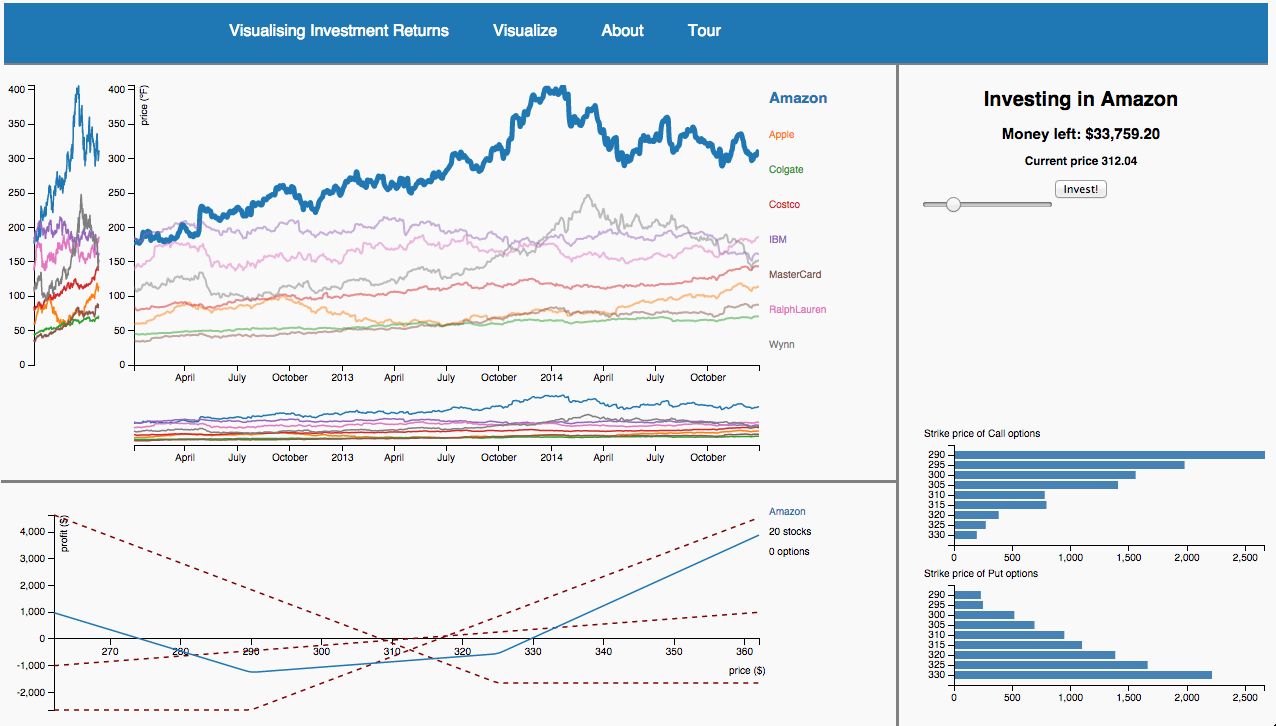 Visualising Investment Returns Visualize About Tour
400
350
300
250
200
150
100
50
0
400
350
300
250
200
150
100
50
0
price (ºF)
April July October 2013 April July October 2014 April July October
Amazon
Apple
Colgate
Costco
IBM
MasterCard
RalphLauren
Wynn
April July October 2013 April July October 2014 April July October
Investing in Amazon
Money left: $33,759.20
Current price 312.04
Invest!
Strike price of Call options
290
295
300
305
310
315
320
325
330
0 500 1,000 1,500 2,000 2,500
Strike price of Put options
290
295
300
305
310
315
320
325
330
0 500 1,000 1,500 2,000 2,500
profit ($)
4,000
3,000
2,000
1,000
0
-1,000
-2,000
270 280 290 300 310 320 330 340 350 360
price ($)
Amazon
20 stocks
0 options